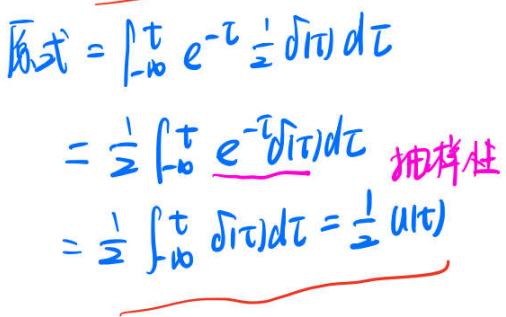 原式 = ∫_{-∞}^{t} e^{-τ} 1/2 δ(τ) dτ
= 1/2 ∫_{-∞}^{t} e^{-τ} δ(τ) dτ 抽样性
= 1/2 ∫_{-∞}^{t} δ(τ) dτ = 1/2 u(t)